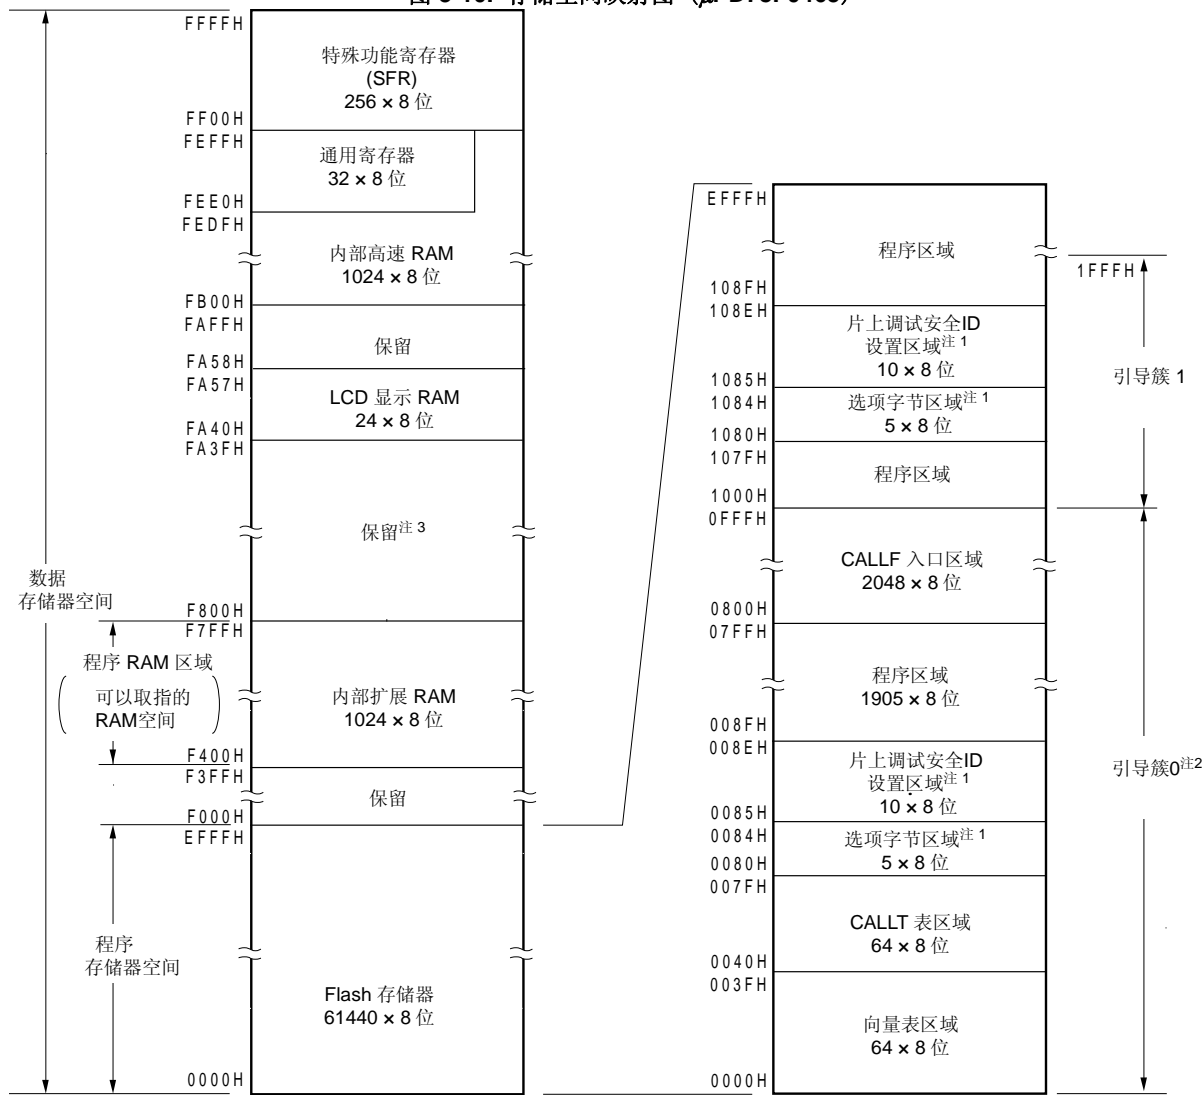 FFFFH
特殊功能寄存器
(SFR)
256 × 8 位
FF00H
FEFFH
通用寄存器
32 × 8 位
FEE0H
FEDFH
内部高速 RAM
1024 × 8 位
FB00H
FAFFH
保留
FA58H
FA57H
LCD 显示 RAM
24 × 8 位
FA40H
FA3FH
保留注 3
数据
存储器空间
F800H
F7FFH
程序 RAM 区域
可以取指的
RAM空间
内部扩展 RAM
1024 × 8 位
F400H
F3FFH
保留
F000H
EFFFH
程序
存储器空间
Flash 存储器
61440 × 8 位
0000H
EFFFH
程序区域
1FFFH
108FH
108EH
片上调试安全ID
设置区域注 1
10 × 8 位
引导簇 1
1085H
1084H
选项字节区域注 1
5 × 8 位
1080H
107FH
程序区域
1000H
0FFFH
CALLF 入口区域
2048 × 8 位
0800H
07FFH
程序区域
1905 × 8 位
008FH
008EH
片上调试安全ID
设置区域注 1
10 × 8 位
引导簇0注2
0085H
0084H
选项字节区域注 1
5 × 8 位
0080H
007FH
CALLT 表区域
64 × 8 位
0040H
003FH
向量表区域
64 × 8 位
0000H